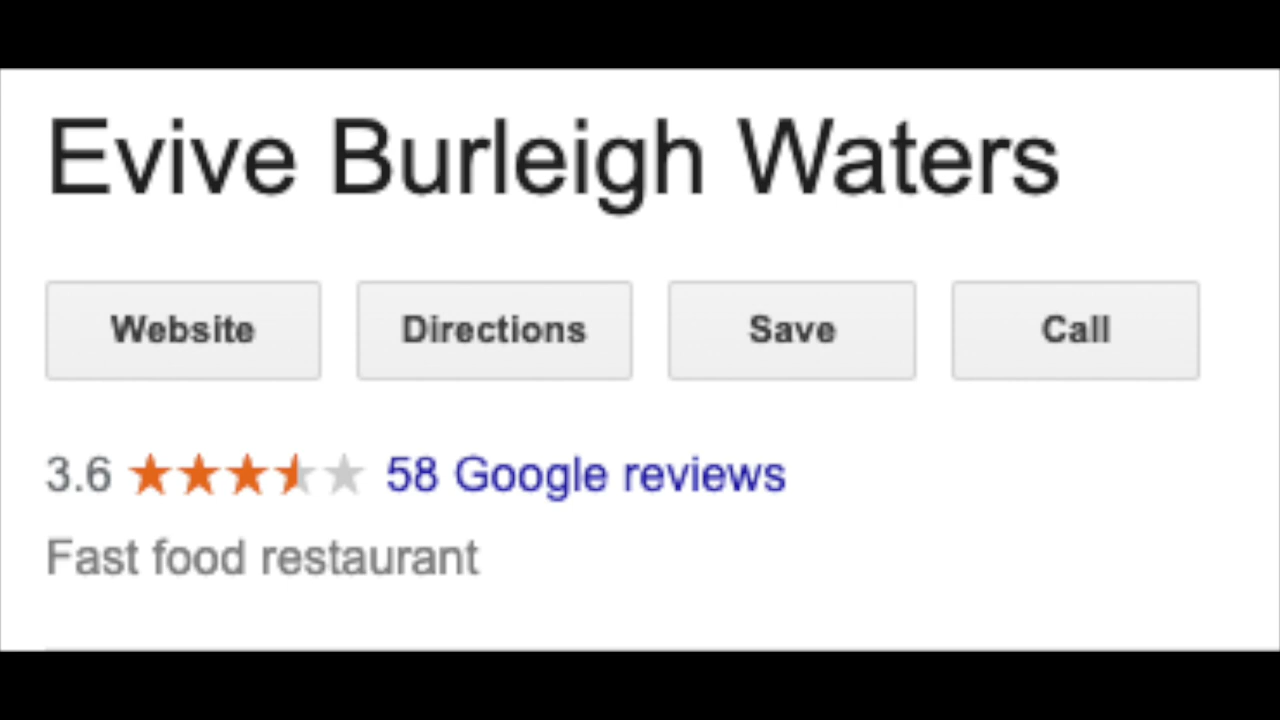 Evive Burleigh Waters
Website Directions Save Call
3.6 58 Google reviews
Fast food restaurant